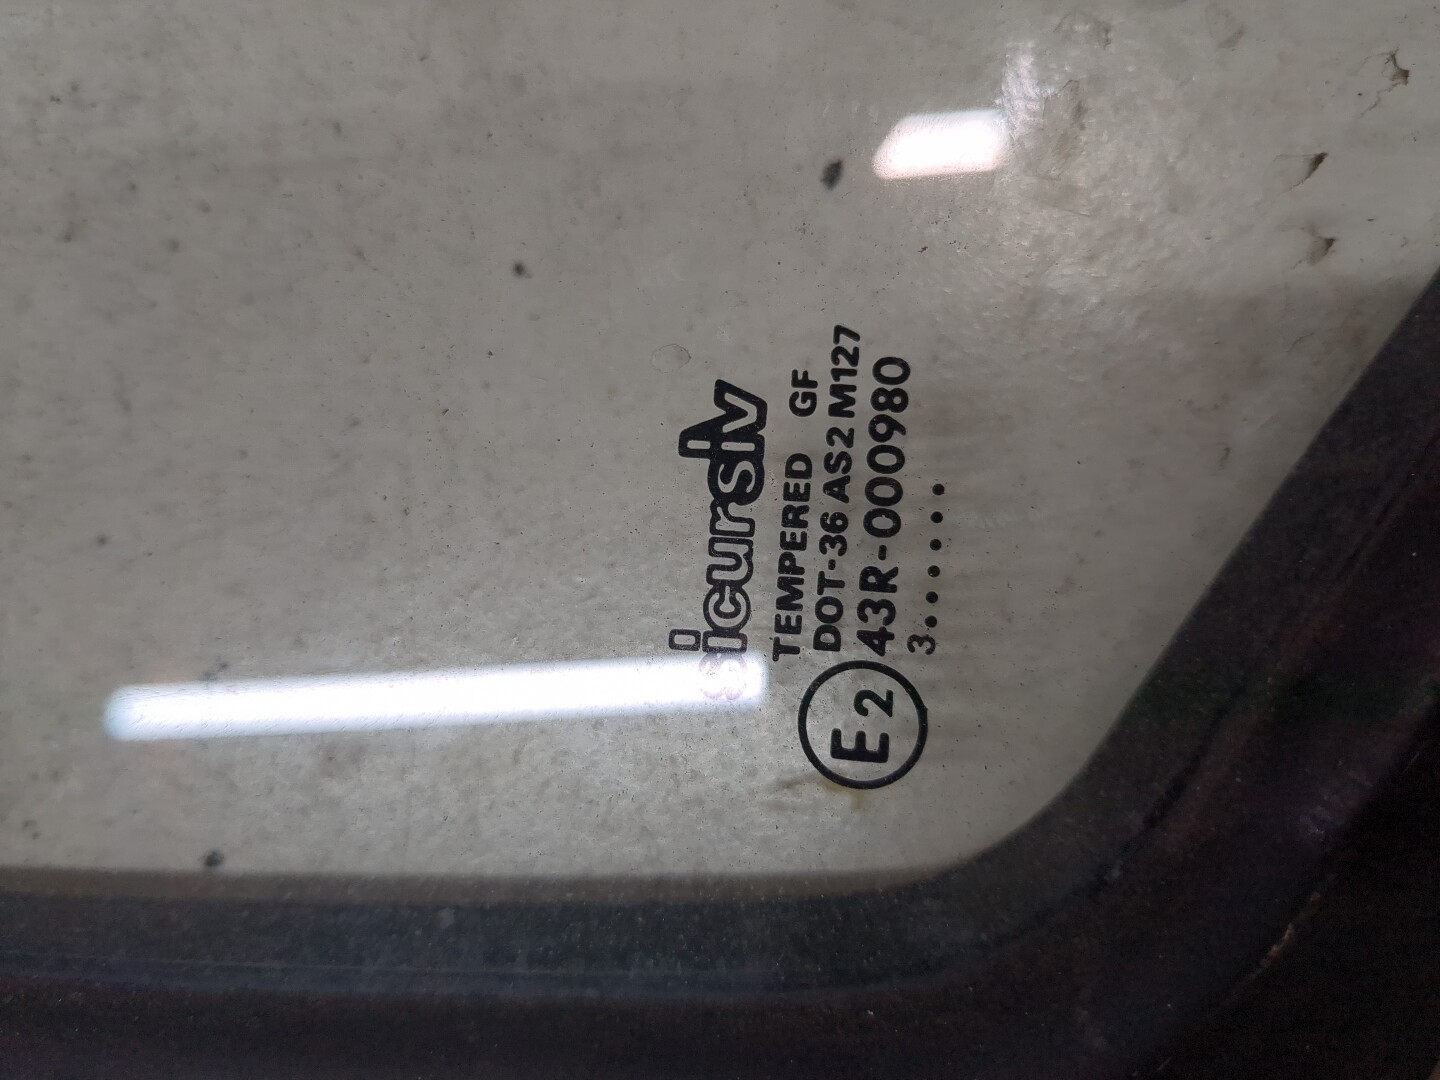 sicursiv
TEMPERED GF
DOT-36 AS2 M127
E2 43R-000980
3.......